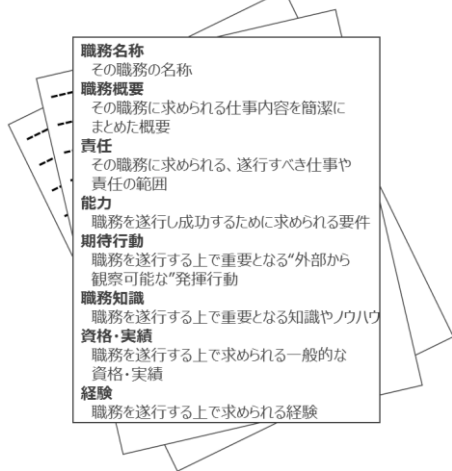 職務名称
その職務の名称
職務概要
その職務に求められる仕事内容を簡潔に
まとめた概要
責任
その職務に求められる、遂行すべき仕事や
責任の範囲
能力
職務を遂行し成功するために求められる要件
期待行動
職務を遂行する上で重要となる“外部から
観察可能な”発揮行動
職務知識
職務を遂行する上で重要となる知識やノウハウ
資格・実績
職務を遂行する上で求められる一般的な
資格・実績
経験
職務を遂行する上で求められる経験